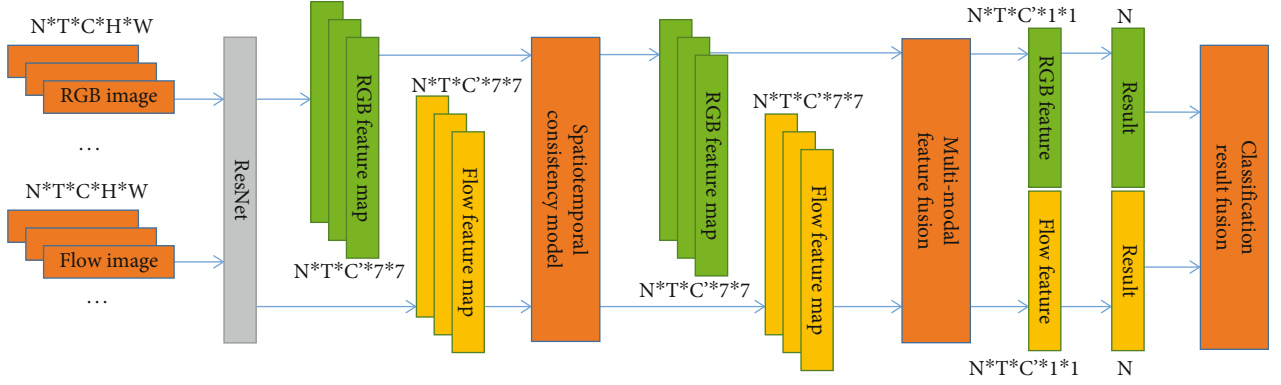 N*T*C*H*W
RGB image
...
N*T*C*H*W
Flow image
...
ResNet
RGB feature map
N*T*C'*7*7
N*T*C'*7*7
Flow feature map
Spatiotemporal
consistency model
RGB feature map
N*T*C'*7*7
N*T*C'*7*7
Flow feature map
Multi-modal
feature fusion
N*T*C'*1*1
RGB feature
Flow feature
N*T*C'*1*1
N
Result
Result
N
Classification
result fusion